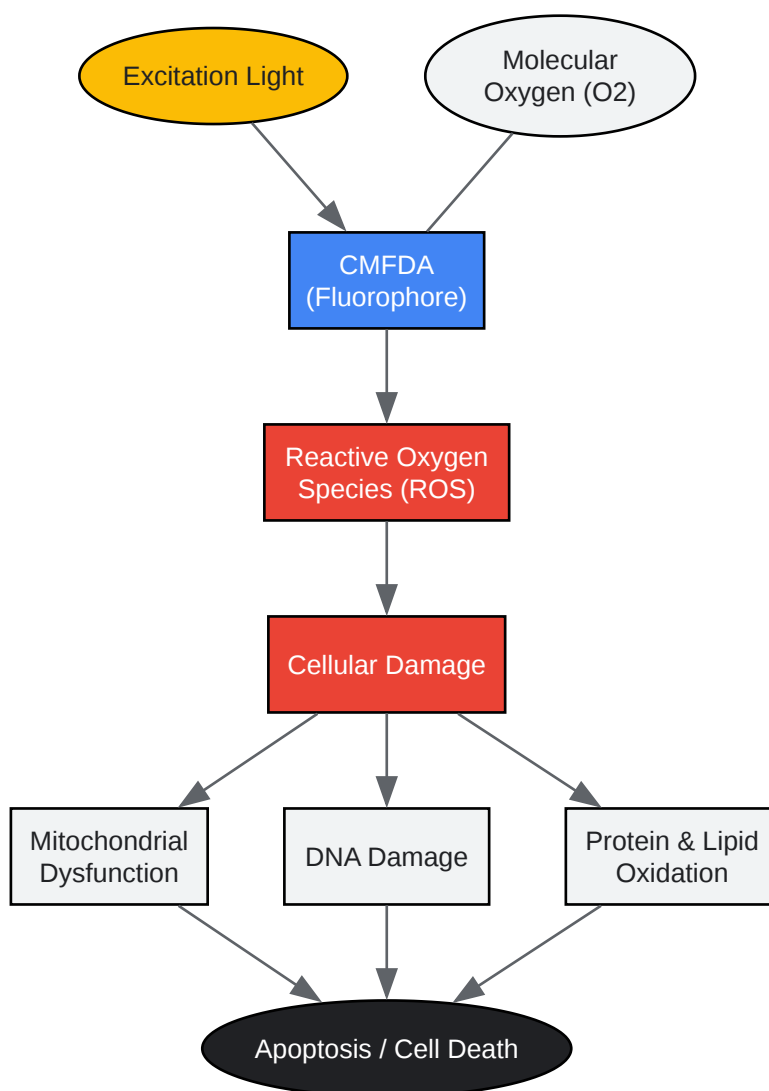 Excitation Light
Molecular
Oxygen (O2)
CMFDA
(Fluorophore)
Reactive Oxygen
Species (ROS)
Cellular Damage
Mitochondrial
Dysfunction
DNA Damage
Protein & Lipid
Oxidation
Apoptosis / Cell Death